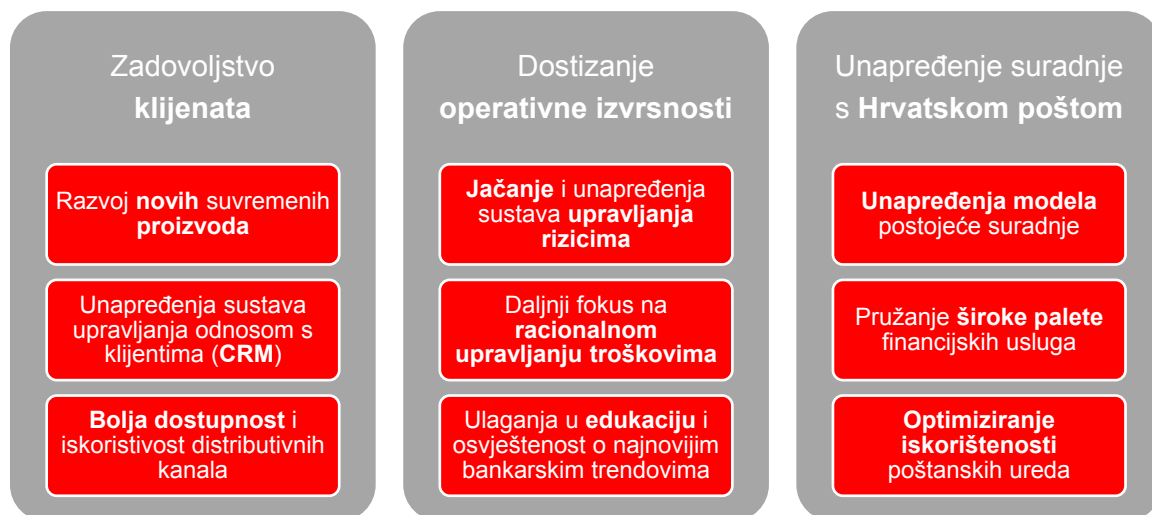 Zadovoljstvo
klijenata
Razvoj novih suvremenih
proizvoda
Unapređenja sustava
upravljanja odnosom s
klijentima (CRM)
Bolja dostupnost i
iskoristivost distributivnih
kanala
Dostizanje
operativne izvrsnosti
Jačanje i unapređenja
sustava upravljanja
rizicima
Daljnji fokus na
racionalnom
upravljanju troškovima
Ulaganja u edukaciju i
osvještenost o najnovijim
bankarskim trendovima
Unapređenje suradnje
s Hrvatskom poštom
Unapređenja modela
postojeće suradnje
Pružanje široke palete
financijskih usluga
Optimiziranje
iskorištenosti
poštanskih ureda